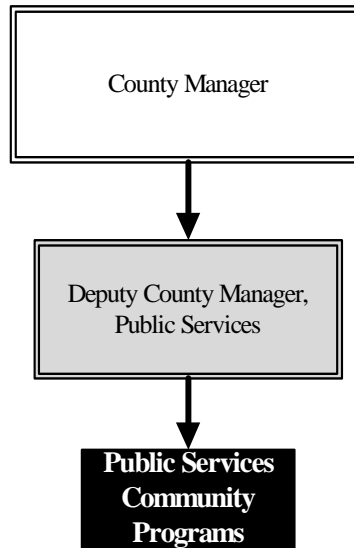 County Manager
Deputy County Manager,
Public Services
Public Services
Community
Programs